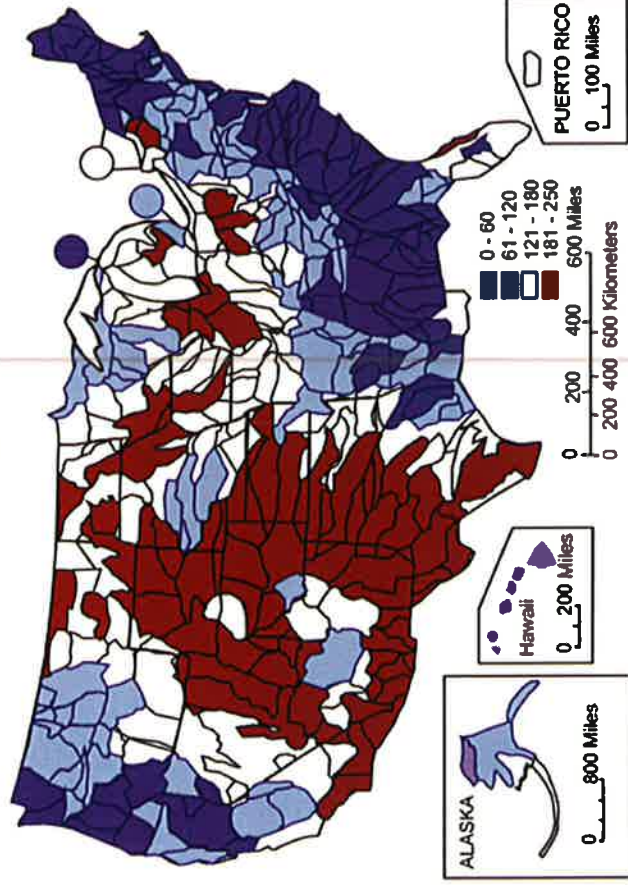 ALASKA
0 800 Miles
Hawaii
0 200 Miles
0 - 60
61 - 120
121 - 180
181 - 250
0 200 400 600 Miles
0 200 400 600 Kilometers
PUERTO RICO
0 100 Miles